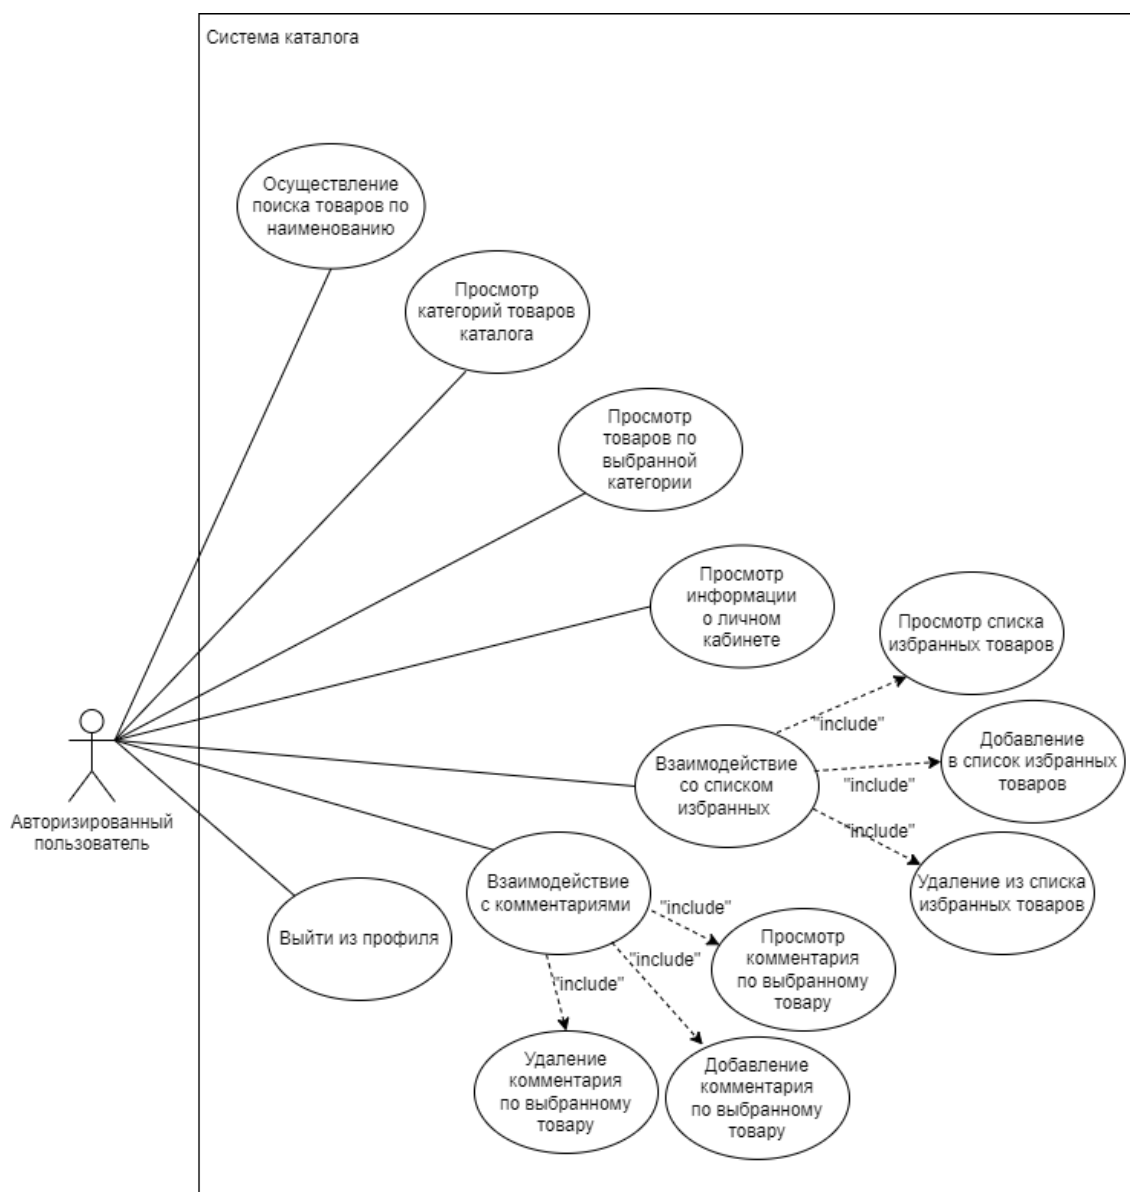 Система каталога
Осуществление
поиска товаров по
наименованию
Просмотр
категорий товаров
каталога
Просмотр
товаров по
выбранной
категории
Просмотр
информации
о личном
кабинете
Просмотр списка
избранных товаров
"include"
Добавление
в список избранных
товаров
Взаимодействие
со списком
избранных
"include"
"include"
Удаление из списка
избранных товаров
Авторизированный
пользователь
Взаимодействие
с комментариями
Выйти из профиля
"include"
Просмотр
комментария
по выбранному
товару
"include"
"include"
Удаление
комментария
по выбранному
товару
Добавление
комментария
по выбранному
товару